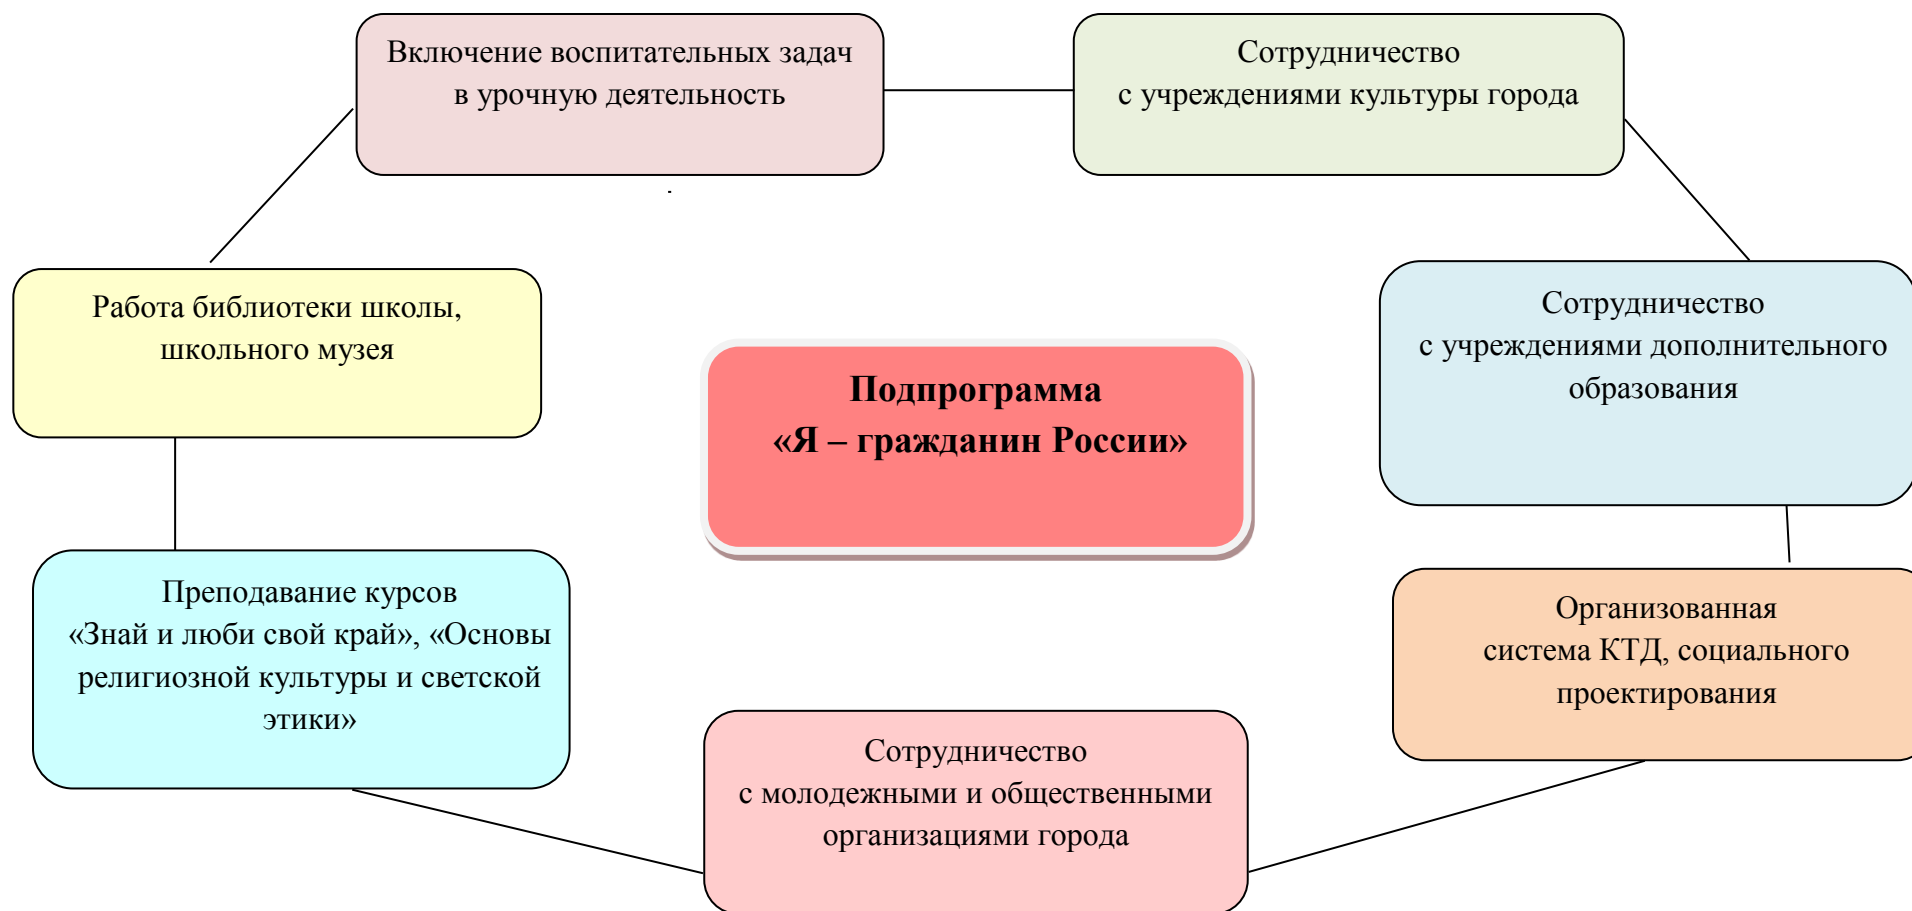 Включение воспитательных задач
в урочную деятельность
Сотрудничество
с учреждениями культуры города
Работа библиотеки школы,
школьного музея
Подпрограмма
«Я – гражданин России»
Сотрудничество
с учреждениями дополнительного
образования
Преподавание курсов
«Знай и люби свой край», «Основы
религиозной культуры и светской
этики»
Сотрудничество
с молодежными и общественными
организациями города
Организованная
система КТД, социального
проектирования